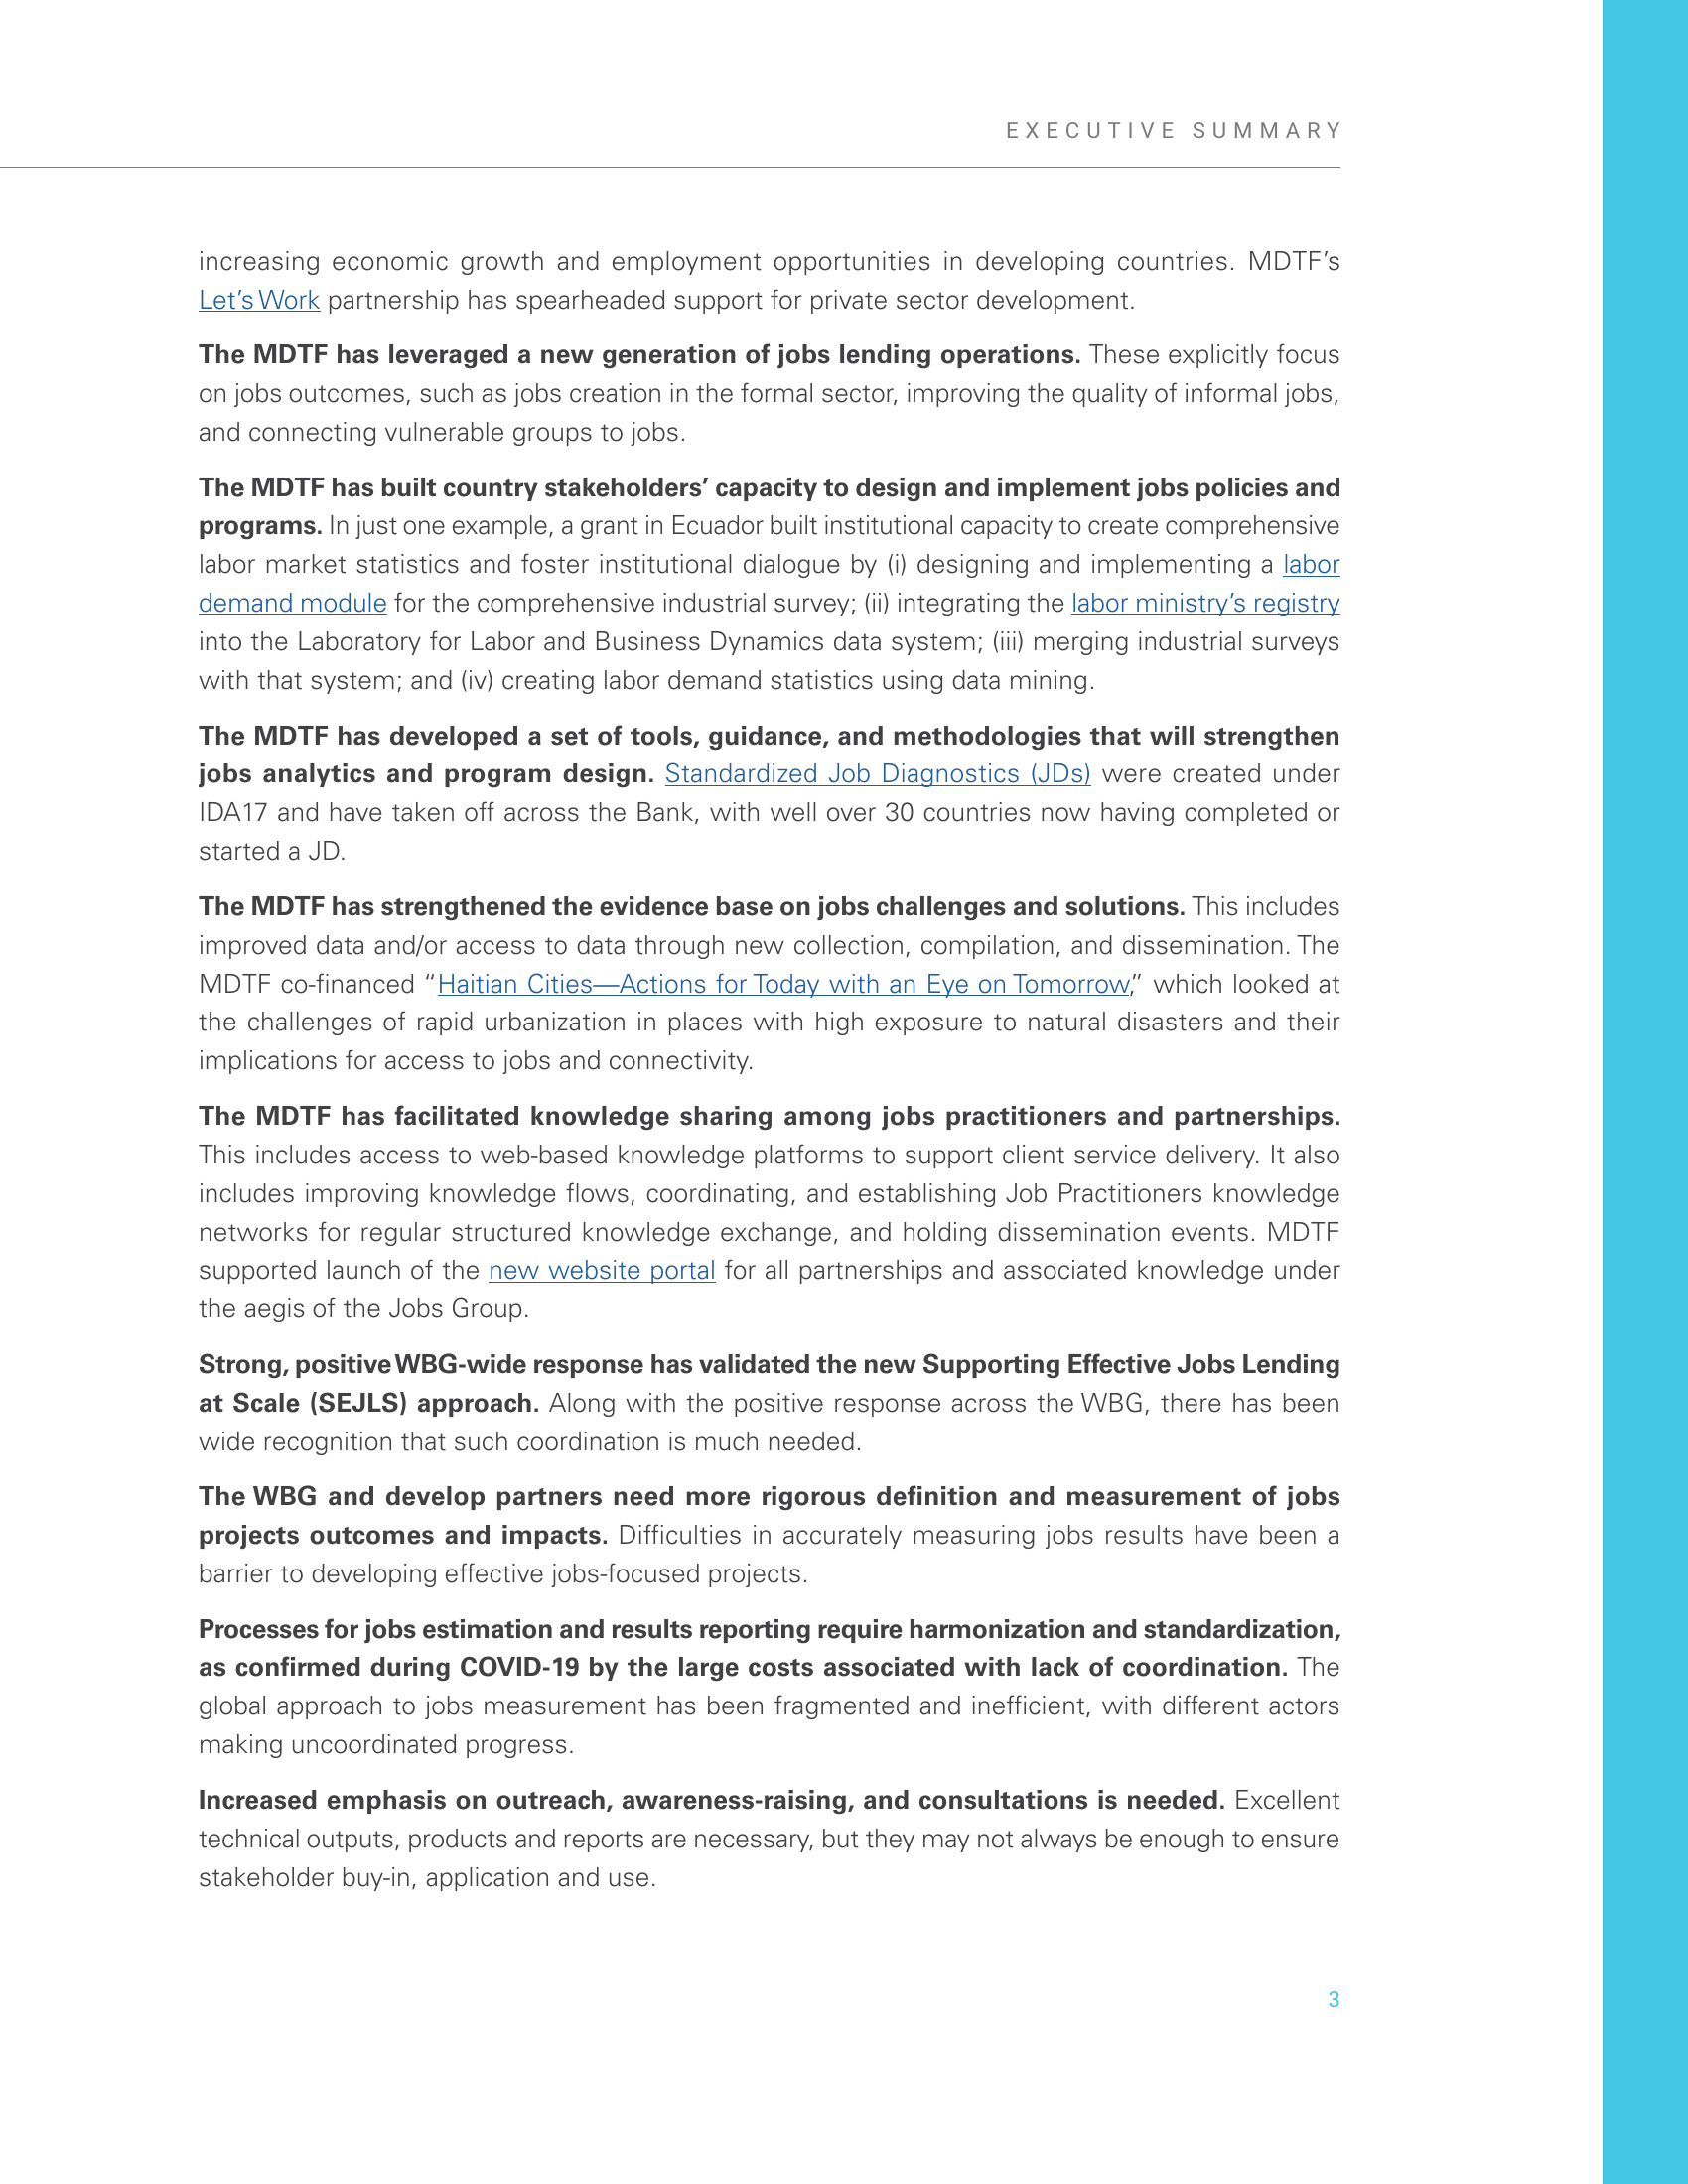 EXECUTIVE SUMMARY
increasing economic growth and employment opportunities in developing countries. MDTF’s
Let’s Work partnership has spearheaded support for private sector development.
The MDTF has leveraged a new generation of jobs lending operations. These explicitly focus
on jobs outcomes, such as jobs creation in the formal sector, improving the quality of informal jobs,
and connecting vulnerable groups to jobs.
The MDTF has built country stakeholders’ capacity to design and implement jobs policies and
programs. In just one example, a grant in Ecuador built institutional capacity to create comprehensive
labor market statistics and foster institutional dialogue by (i) designing and implementing a labor
demand module for the comprehensive industrial survey; (ii) integrating the labor ministry’s registry
into the Laboratory for Labor and Business Dynamics data system; (iii) merging industrial surveys
with that system; and (iv) creating labor demand statistics using data mining.
The MDTF has developed a set of tools, guidance, and methodologies that will strengthen
jobs analytics and program design. Standardized Job Diagnostics (JDs) were created under
IDA17 and have taken off across the Bank, with well over 30 countries now having completed or
started a JD.
The MDTF has strengthened the evidence base on jobs challenges and solutions. This includes
improved data and/or access to data through new collection, compilation, and dissemination. The
MDTF co-financed “Haitian Cities—Actions for Today with an Eye on Tomorrow,” which looked at
the challenges of rapid urbanization in places with high exposure to natural disasters and their
implications for access to jobs and connectivity.
The MDTF has facilitated knowledge sharing among jobs practitioners and partnerships.
This includes access to web-based knowledge platforms to support client service delivery. It also
includes improving knowledge flows, coordinating, and establishing Job Practitioners knowledge
networks for regular structured knowledge exchange, and holding dissemination events. MDTF
supported launch of the new website portal for all partnerships and associated knowledge under
the aegis of the Jobs Group.
Strong, positive WBG-wide response has validated the new Supporting Effective Jobs Lending
at Scale (SEJLS) approach. Along with the positive response across the WBG, there has been
wide recognition that such coordination is much needed.
The WBG and develop partners need more rigorous definition and measurement of jobs
projects outcomes and impacts. Difficulties in accurately measuring jobs results have been a
barrier to developing effective jobs-focused projects.
Processes for jobs estimation and results reporting require harmonization and standardization,
as confirmed during COVID-19 by the large costs associated with lack of coordination. The
global approach to jobs measurement has been fragmented and inefficient, with different actors
making uncoordinated progress.
Increased emphasis on outreach, awareness-raising, and consultations is needed. Excellent
technical outputs, products and reports are necessary, but they may not always be enough to ensure
stakeholder buy-in, application and use.
3